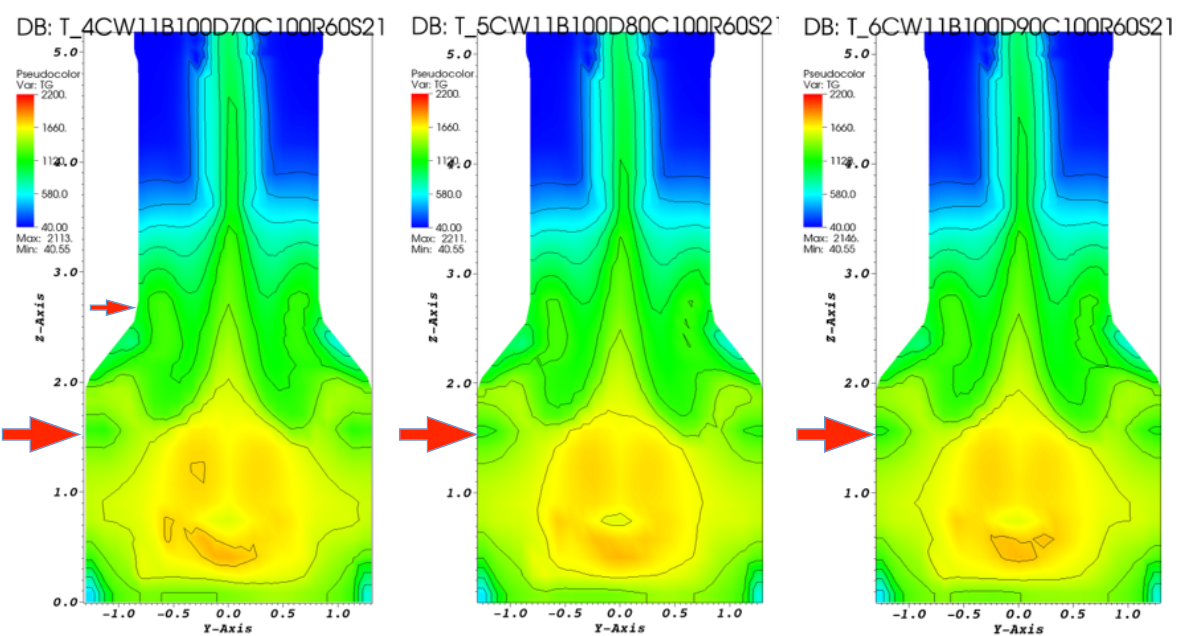 DB: T_4CW11B100D70C100R60S21
5.0
Pseudocolor
Var: TG
2200.
1660.
1120.
4.0
580.0
40.00
Max: 2113.
Min: 40.55
3.0
Z-Axis
2.0
1.0
0.0
-1.0 -0.5 0.0 0.5 1.0
Y-Axis
DB: T_5CW11B100D80C100R60S21
5.0
Pseudocolor
Var: TG
2200.
1660.
1120.
4.0
580.0
40.00
Max: 2211.
Min: 40.55
3.0
Z-Axis
2.0
1.0
-1.0 -0.5 0.0 0.5 1.0
Y-Axis
DB: T_6CW11B100D90C100R60S21
5.0
Pseudocolor
Var: TG
2200.
1660.
1120.
4.0
580.0
40.00
Max: 2146.
Min: 40.55
3.0
Z-Axis
2.0
1.0
-1.0 -0.5 0.0 0.5 1.0
Y-Axis